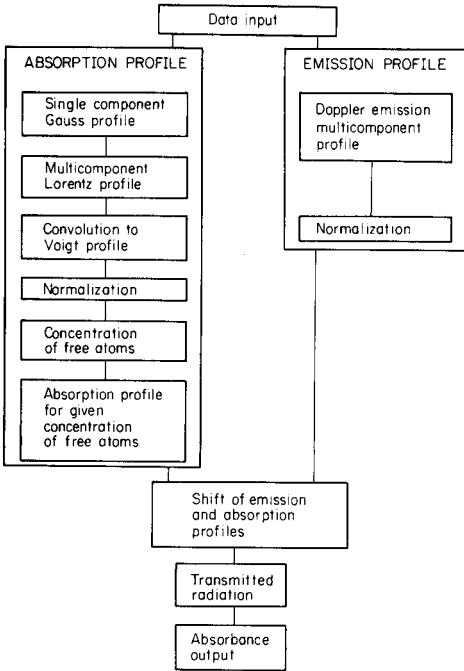 Data input
ABSORPTION PROFILE
Single component
Gauss profile
Multicomponent
Lorentz profile
Convolution to
Voigt profile
Normalization
Concentration
of free atoms
Absorption profile
for given
concentration
of free atoms
EMISSION PROFILE
Doppler emission
multicomponent
profile
Normalization
Shift of emission
and absorption
profiles
Transmitted
radiation
Absorbance
output